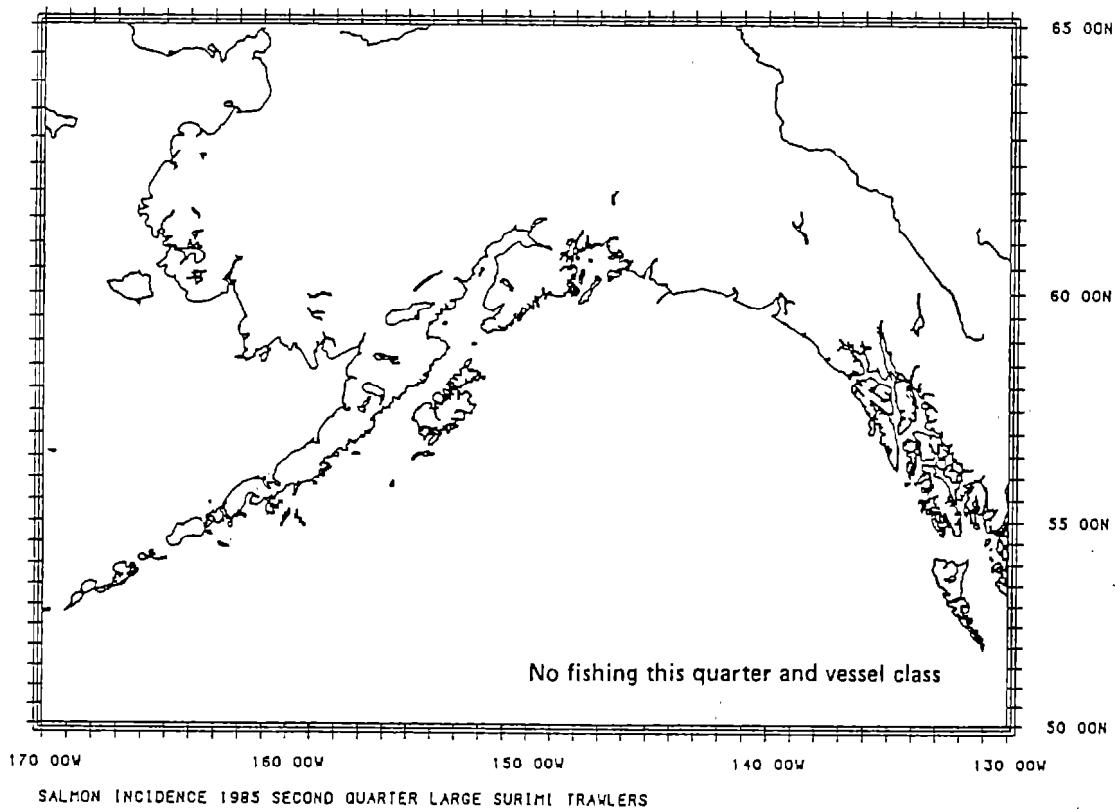 65 00N
60 00N
55 00N
No fishing this quarter and vessel class
50 00N
170 00W 160 00W 150 00W 140 00W 130 00W
SALMON INCIDENCE 1985 SECOND QUARTER LARGE SURIMI TRAWLERS